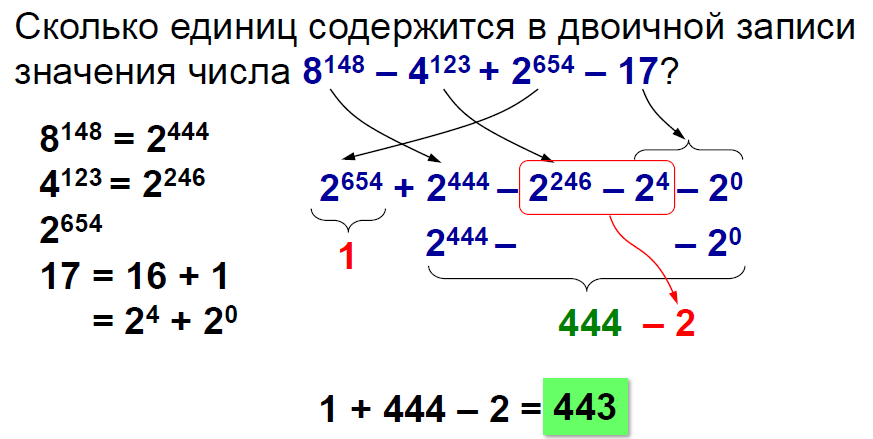 Сколько единиц содержится в двоичной записи
значения числа 8¹⁴⁸ – 4¹²³ + 2⁶⁵⁴ – 17?
8¹⁴⁸ = 2⁴⁴⁴
4¹²³ = 2²⁴⁶
2⁶⁵⁴
17 = 16 + 1
= 2⁴ + 2⁰
2⁶⁵⁴ + 2⁴⁴⁴ – 2²⁴⁶ – 2⁴ – 2⁰
1
2⁴⁴⁴ – – 2⁰
444 – 2
1 + 444 – 2 = 443